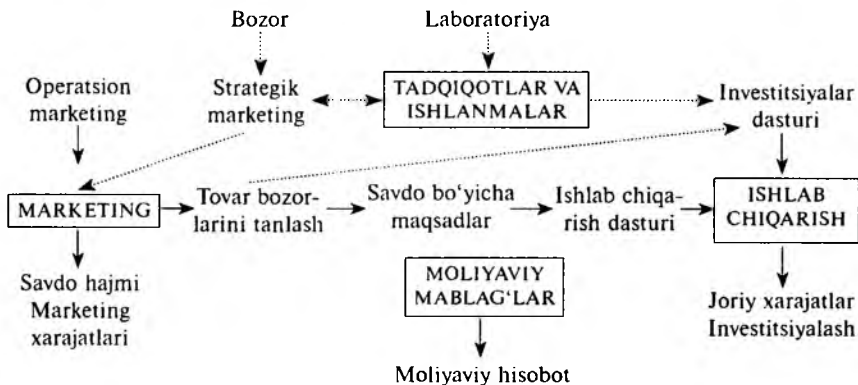 Bozor
Laboratoriya
Operatsion
marketing
Strategik
marketing
TADQIQOTLAR VA
ISHLANMALAR
Investitsiyalar
dasturi
MARKETING
Tovar bozor-
larini tanlash
Savdo bo‘yicha
maqsadlar
Ishlab chiqa-
rish dasturi
ISHLAB
CHIQARISH
Savdo hajmi
Marketing
xarajatlari
MOLIYAVIY
MABLAG‘LAR
Joriy xarajatlar
Investitsiyalash
Moliyaviy hisobot